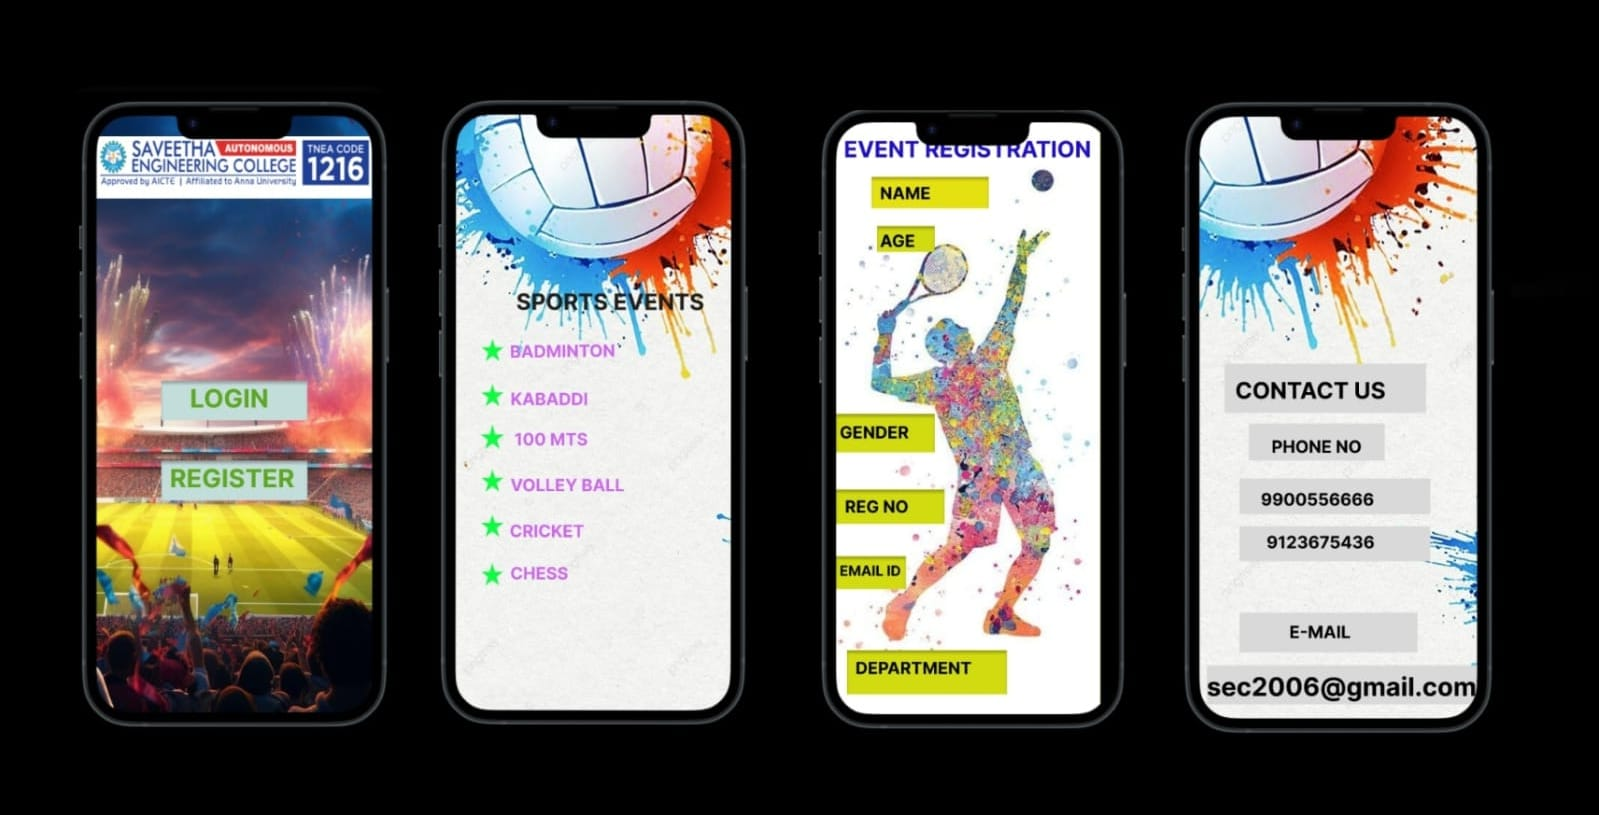 SAVEETHA AUTONOMOUS
ENGINEERING COLLEGE
Approved by AICTE | Affiliated to Anna University
TNEA CODE
1216
LOGIN
REGISTER
SPORTS EVENTS
BADMINTON
KABADDI
100 MTS
VOLLEY BALL
CRICKET
CHESS
EVENT REGISTRATION
NAME
AGE
GENDER
REG NO
EMAIL ID
DEPARTMENT
CONTACT US
PHONE NO
9900556666
9123675436
E-MAIL
sec2006@gmail.com